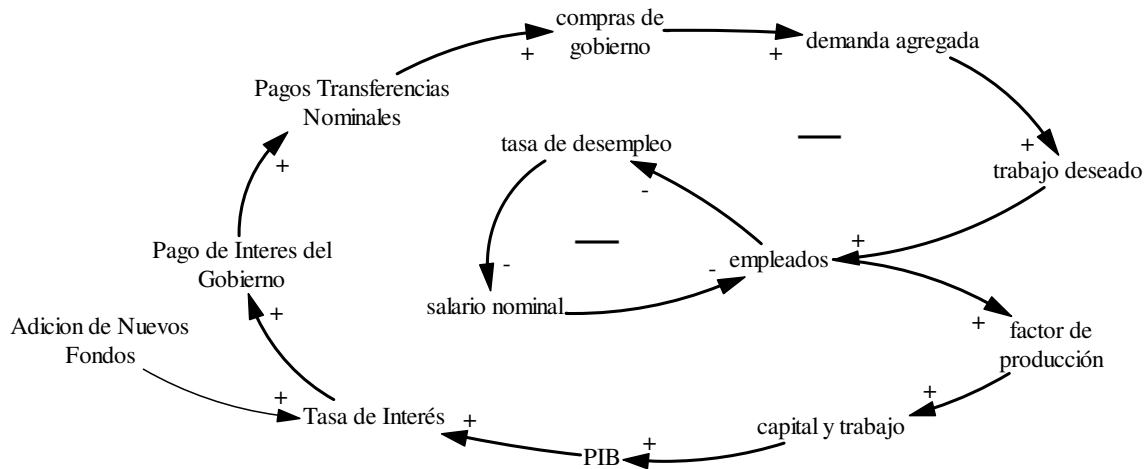 compras de
gobierno
+
+
demanda agregada
Pagos Transferencias
Nominales
+
+
tasa de desempleo
-
trabajo deseado
Pago de Interes del
Gobierno
+
-
salario nominal
-
empleados
+
+
factor de
producción
Adicion de Nuevos
Fondos
+
Tasa de Interés
+
PIB
+
capital y trabajo
+